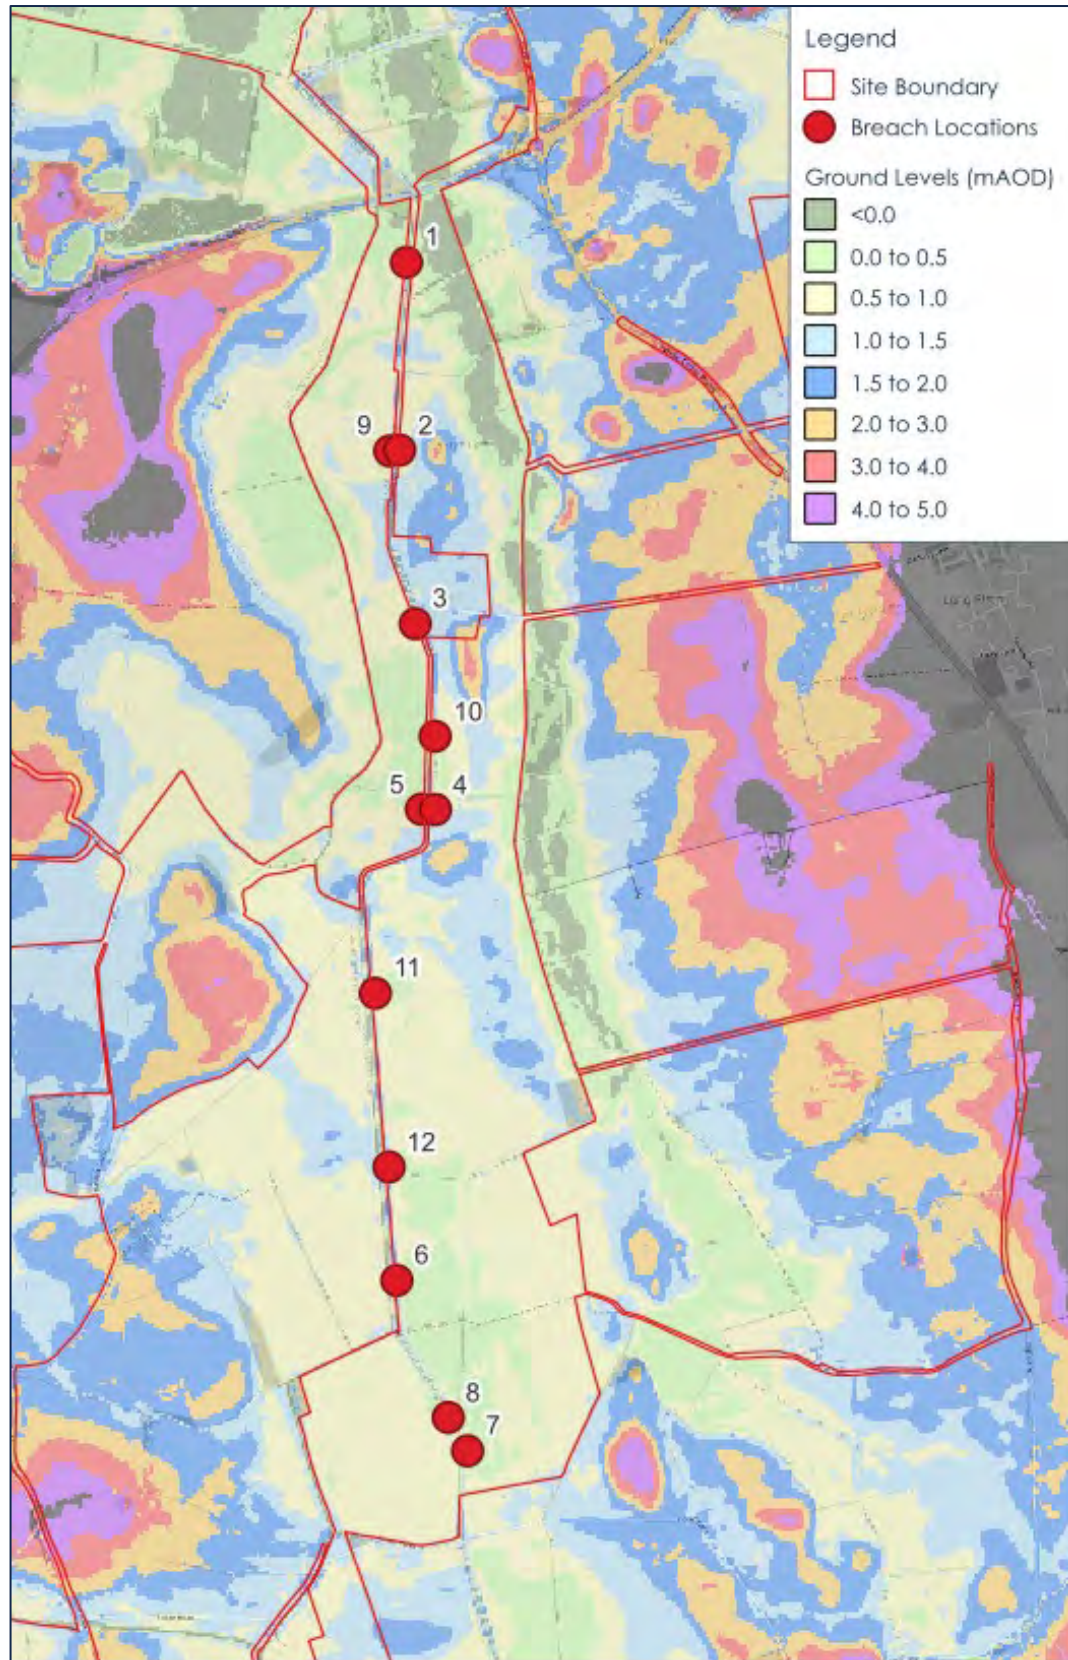 Legend
Site Boundary
Breach Locations
Ground Levels (mAOD)
<0.0
0.0 to 0.5
0.5 to 1.0
1.0 to 1.5
1.5 to 2.0
2.0 to 3.0
3.0 to 4.0
4.0 to 5.0
1
9
2
3
10
5
4
11
12
6
8
7